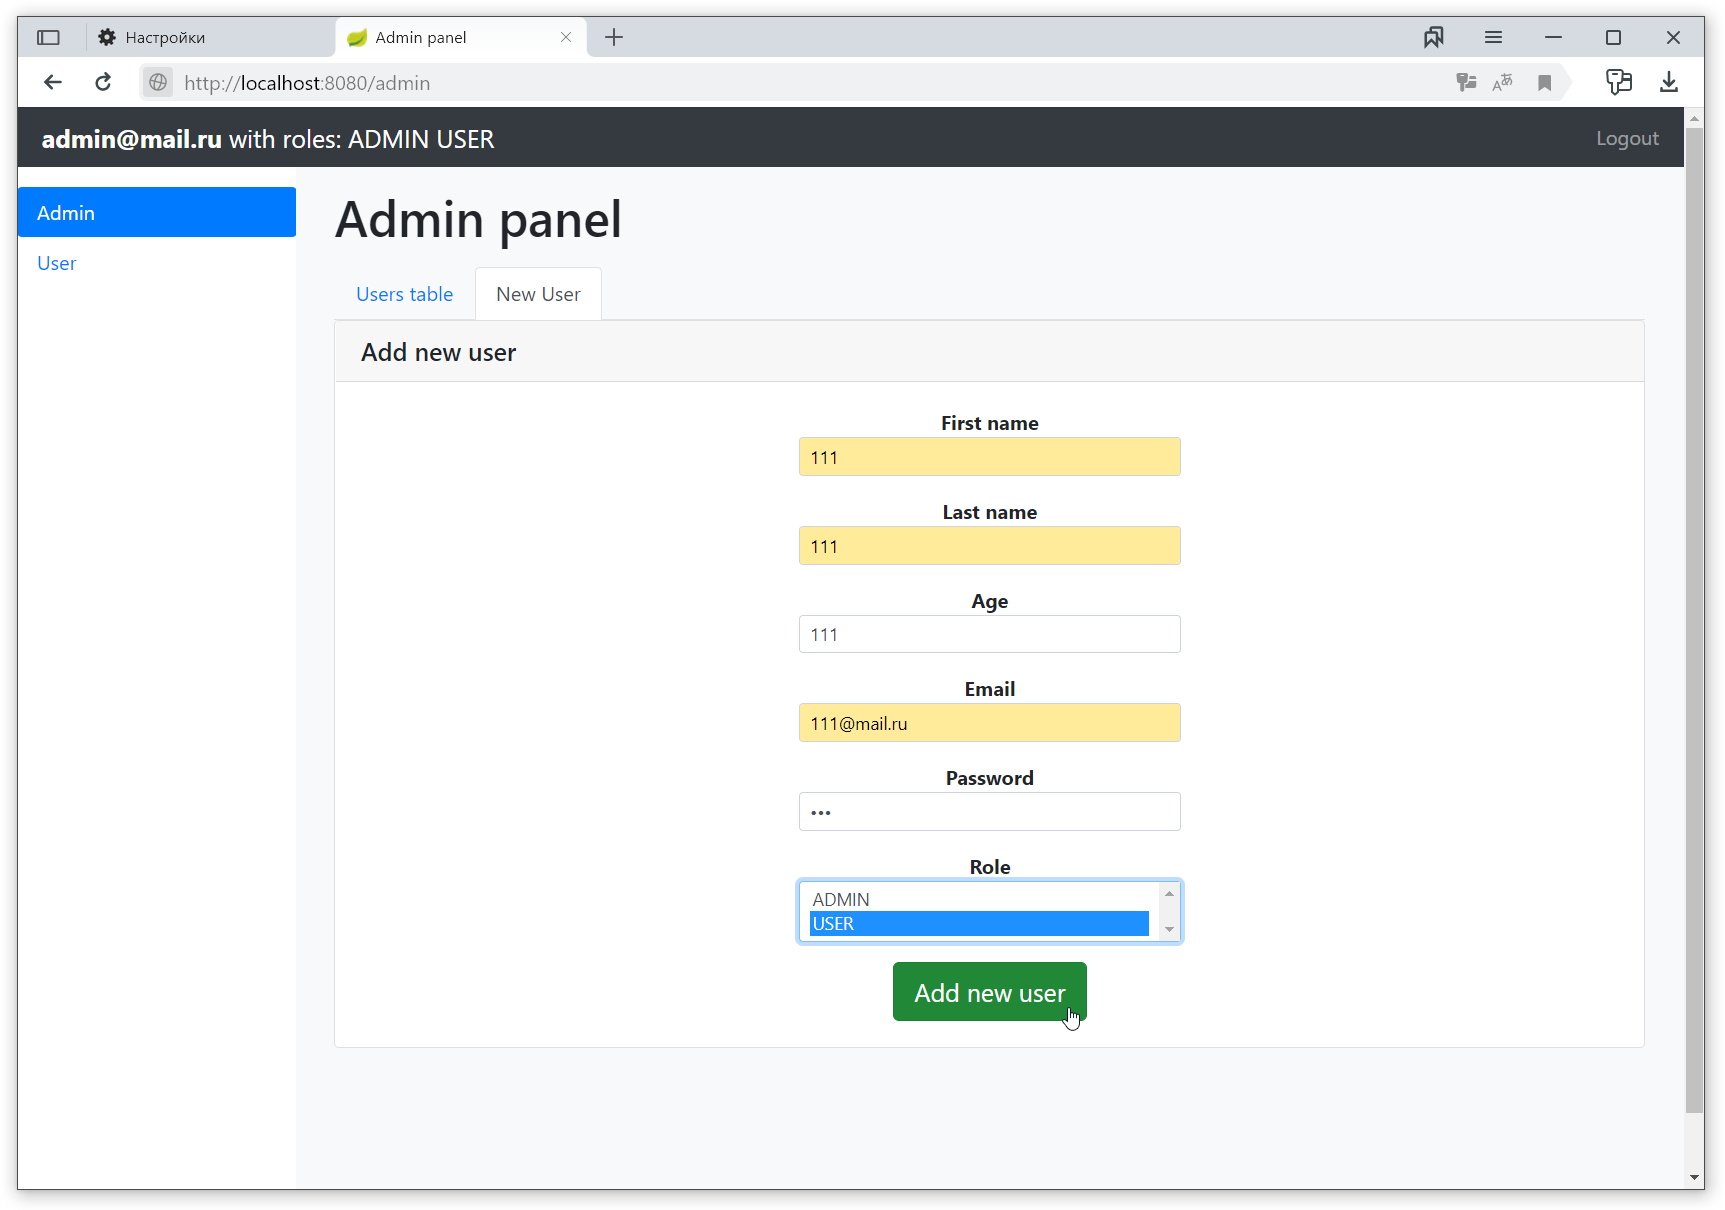 Настройки
Admin panel
http://localhost:8080/admin
admin@mail.ru with roles: ADMIN USER
Logout
Admin
User
Admin panel
Users table
New User
Add new user
First name
111
Last name
111
Age
111
Email
111@mail.ru
Password
•••
Role
ADMIN
USER
Add new user